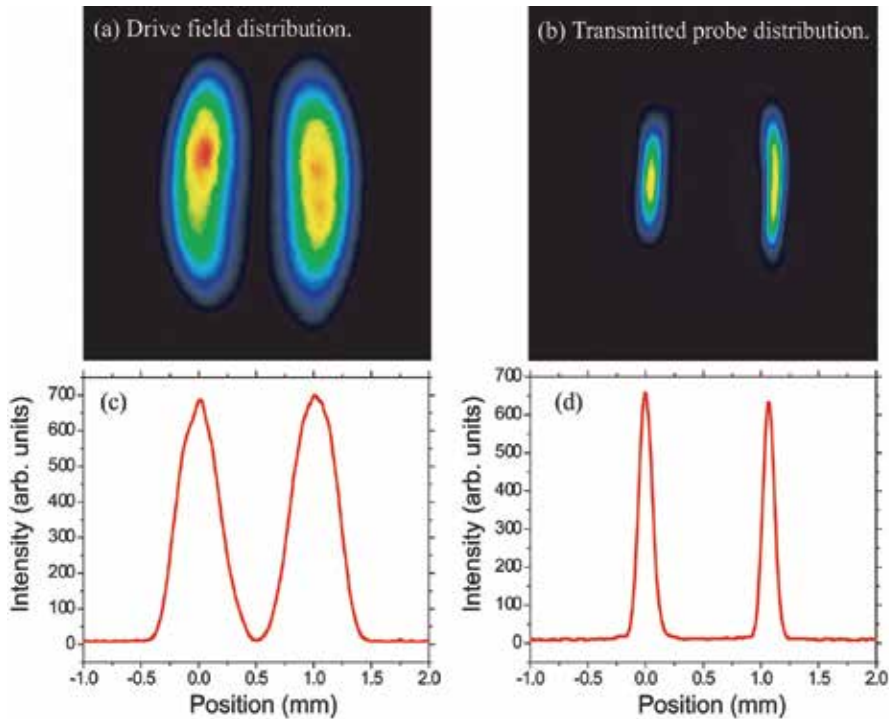 (a) Drive field distribution.
(b) Transmitted probe distribution.
700
600
500
400
300
200
100
0
Intensity (arb. units)
(c)
-1.0 -0.5 0.0 0.5 1.0 1.5 2.0
Position (mm)
700
600
500
400
300
200
100
0
Intensity (arb. units)
(d)
-1.0 -0.5 0.0 0.5 1.0 1.5 2.0
Position (mm)